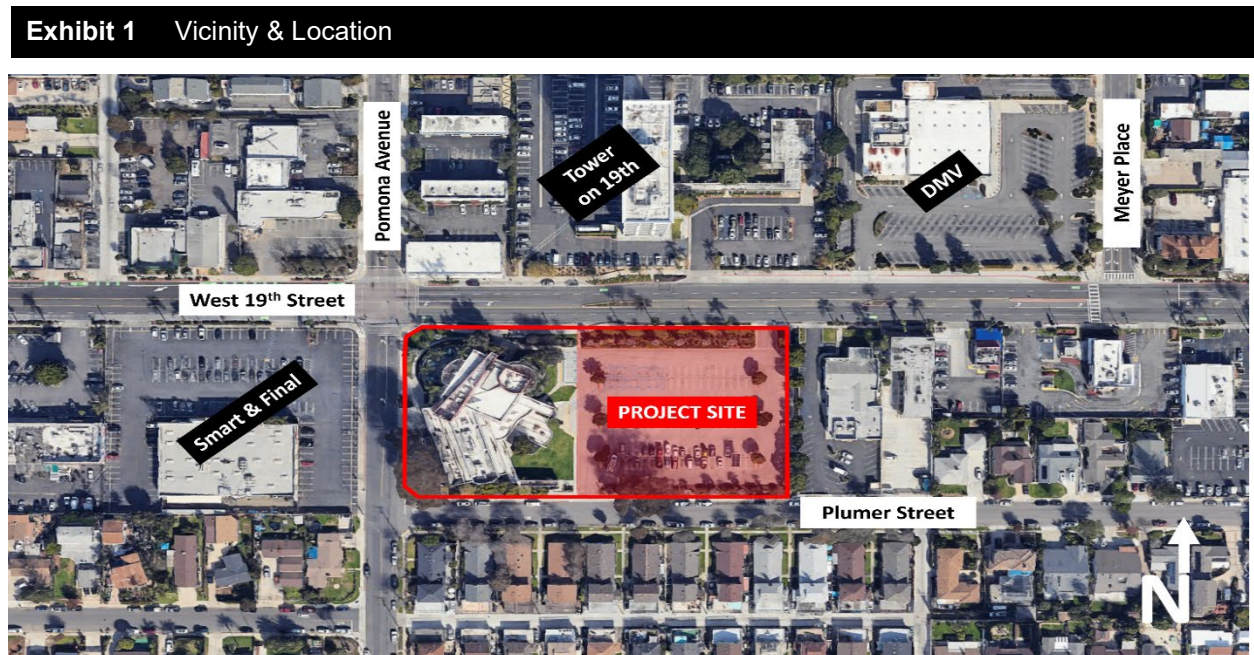 Exhibit 1 Vicinity & Location
Pomona Avenue
Tower
on 19th
DMV
Meyer Place
West 19th Street
Smart & Final
PROJECT SITE
Plumer Street
N